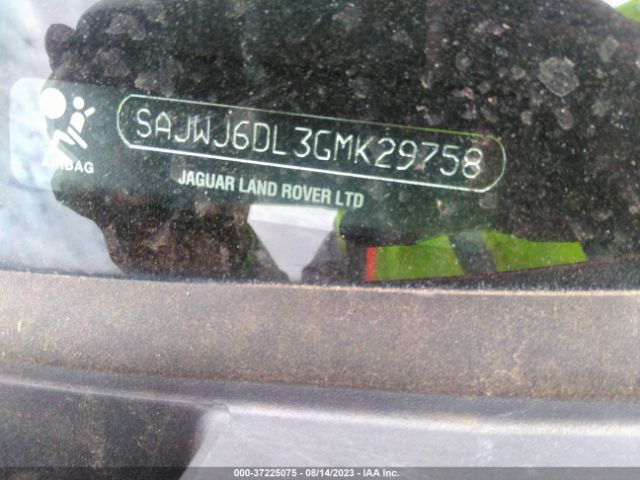 SAJWJ6DL3GMK29758
AIRBAG
JAGUAR LAND ROVER LTD
000-37225075 - 08/14/2023 - IAA Inc.